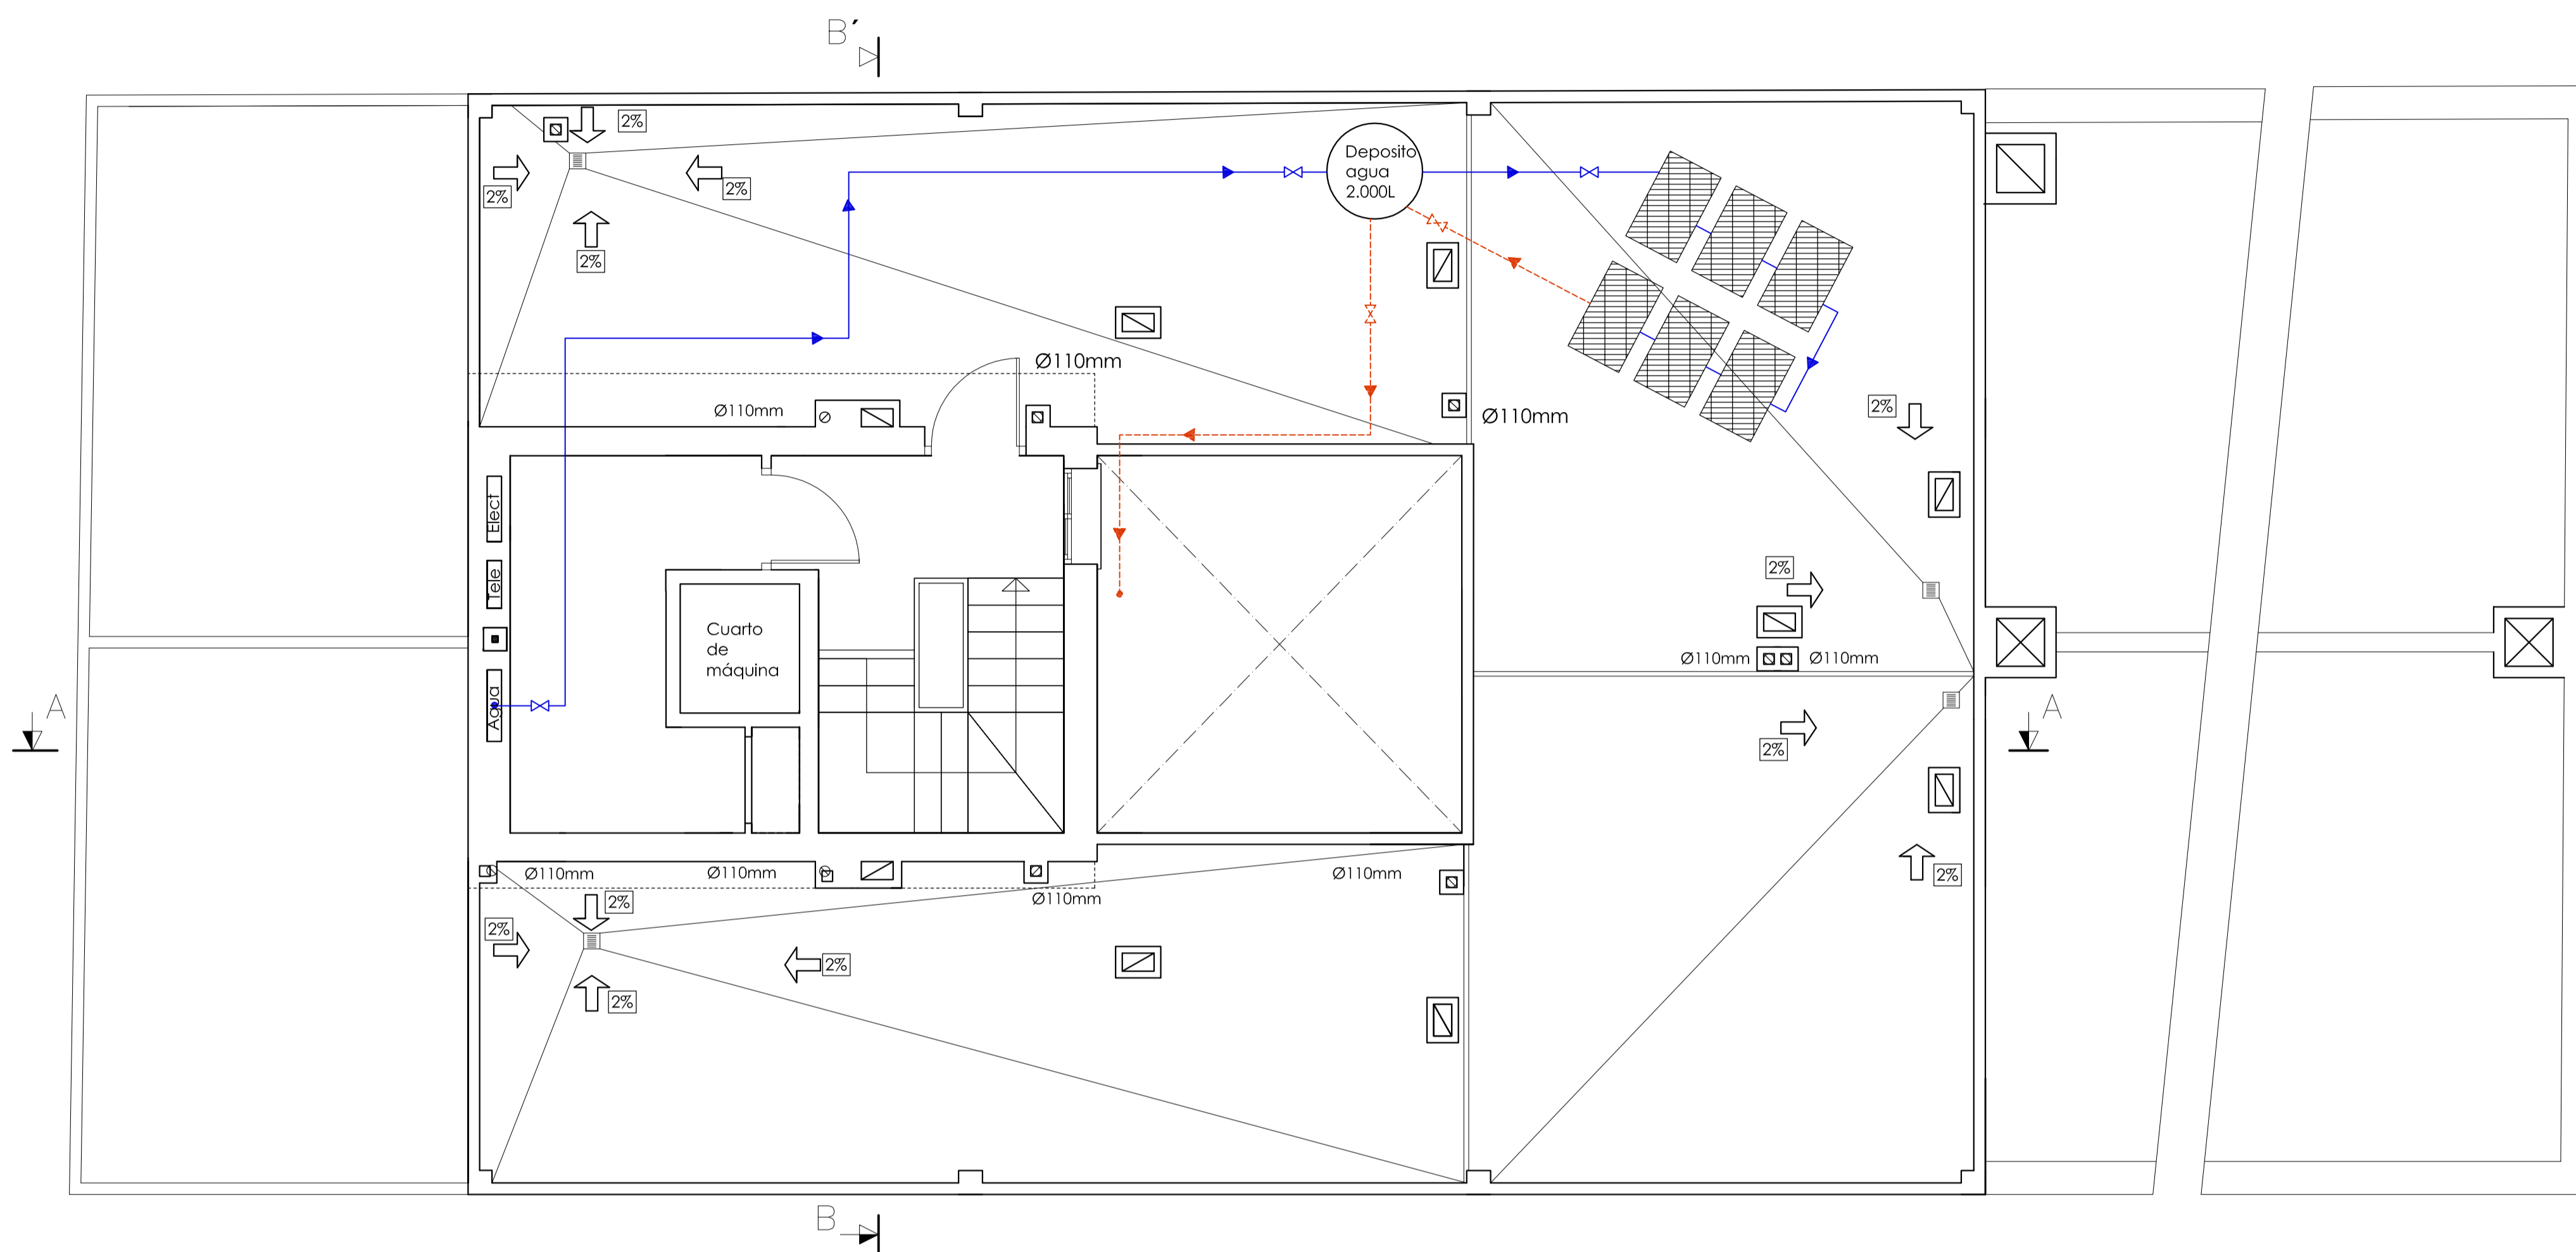 B´
2%
2%
2%
2%
Deposito
agua
2.000L
Ø110mm
Ø110mm
Ø110mm
2%
Elect
Tele
Agua
Cuarto
de
máquina
2%
Ø110mm
Ø110mm
A
A
2%
Ø110mm
Ø110mm
Ø110mm
Ø110mm
2%
2%
2%
2%
2%
B